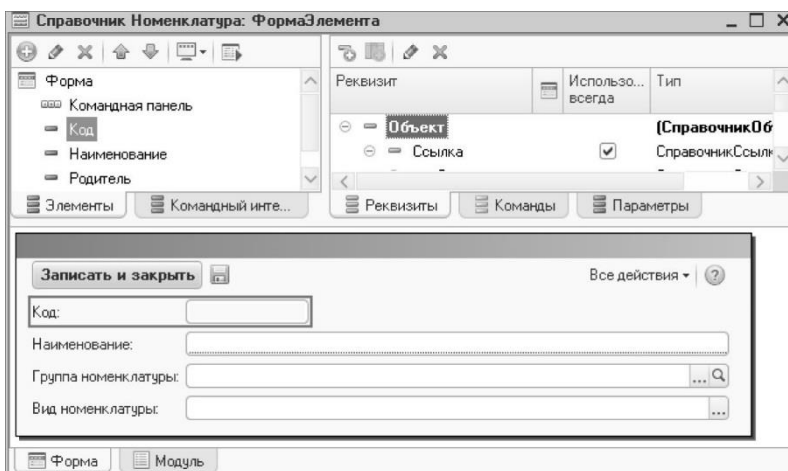 Справочник Номенклатура: ФормаЭлемента
Форма
Командная панель
Код
Наименование
Родитель
Элементы
Командный инте...
Реквизит
Использо...
всегда
Тип
Объект
(СправочникОб
Ссылка
СправочникСсылк
Реквизиты
Команды
Параметры
Записать и закрыть
Все действия
?
Код:
Наименование:
Группа номенклатуры:
...
Вид номенклатуры:
...
Форма
Модуль